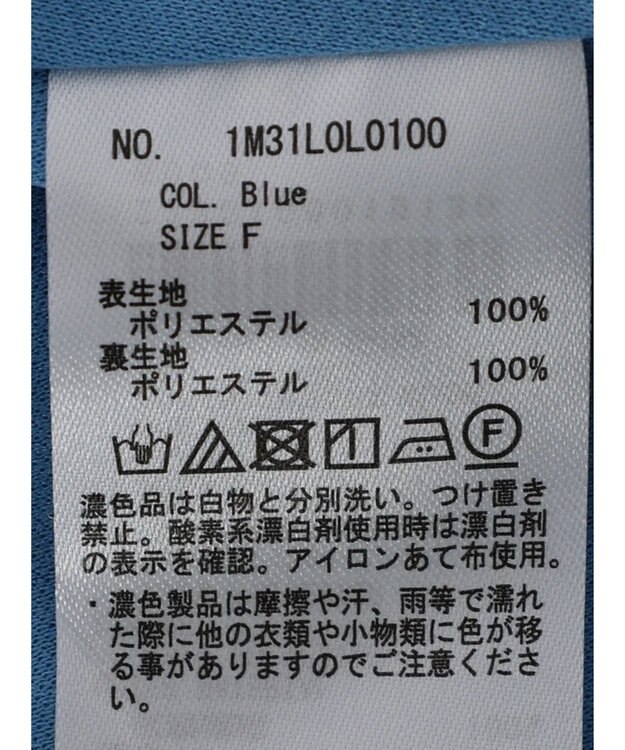 NO. 1M31L0L0100
COL. Blue
SIZE F
表生地
ポリエステル 100%
裏生地
ポリエステル 100%
F
濃色品は白物と分別洗い。つけ置き
禁止。酸素系漂白剤使用時は漂白剤
の表示を確認。アイロンあて布使用。
・濃色製品は摩擦や汗、雨等で濡れ
た際に他の衣類や小物類に色が移
る事がありますのでご注意くださ
い。